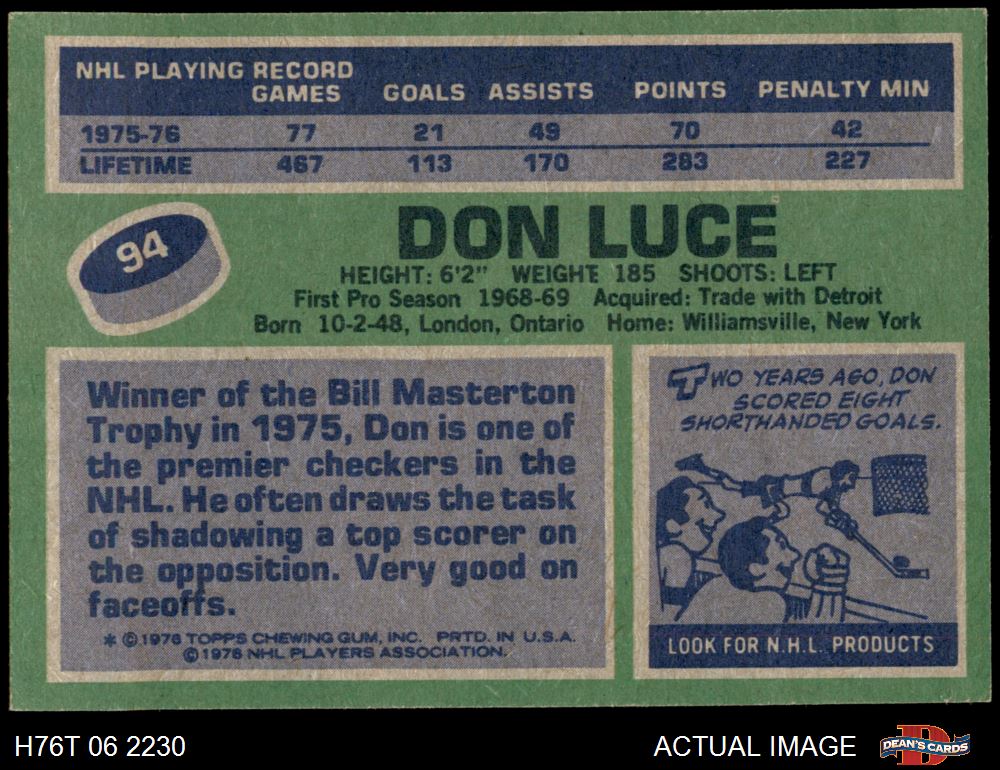 NHL PLAYING RECORD
GAMES GOALS ASSISTS POINTS PENALTY MIN
1975-76 77 21 49 70 42
LIFETIME 467 113 170 283 227
94
DON LUCE
HEIGHT: 6'2" WEIGHT 185 SHOOTS: LEFT
First Pro Season 1968-69 Acquired: Trade with Detroit
Born 10-2-48, London, Ontario Home: Williamsville, New York
Winner of the Bill Masterton
Trophy in 1975, Don is one of
the premier checkers in the
NHL. He often draws the task
of shadowing a top scorer on
the opposition. Very good on
faceoffs.
* © 1976 TOPPS CHEWING GUM, INC. PRTD. IN U.S.A.
© 1976 NHL PLAYERS ASSOCIATION.
TWO YEARS AGO, DON
SCORED EIGHT
SHORTHANDED GOALS.
LOOK FOR N.H.L. PRODUCTS
H76T 06 2230
ACTUAL IMAGE
D
DEAN'S CARDS